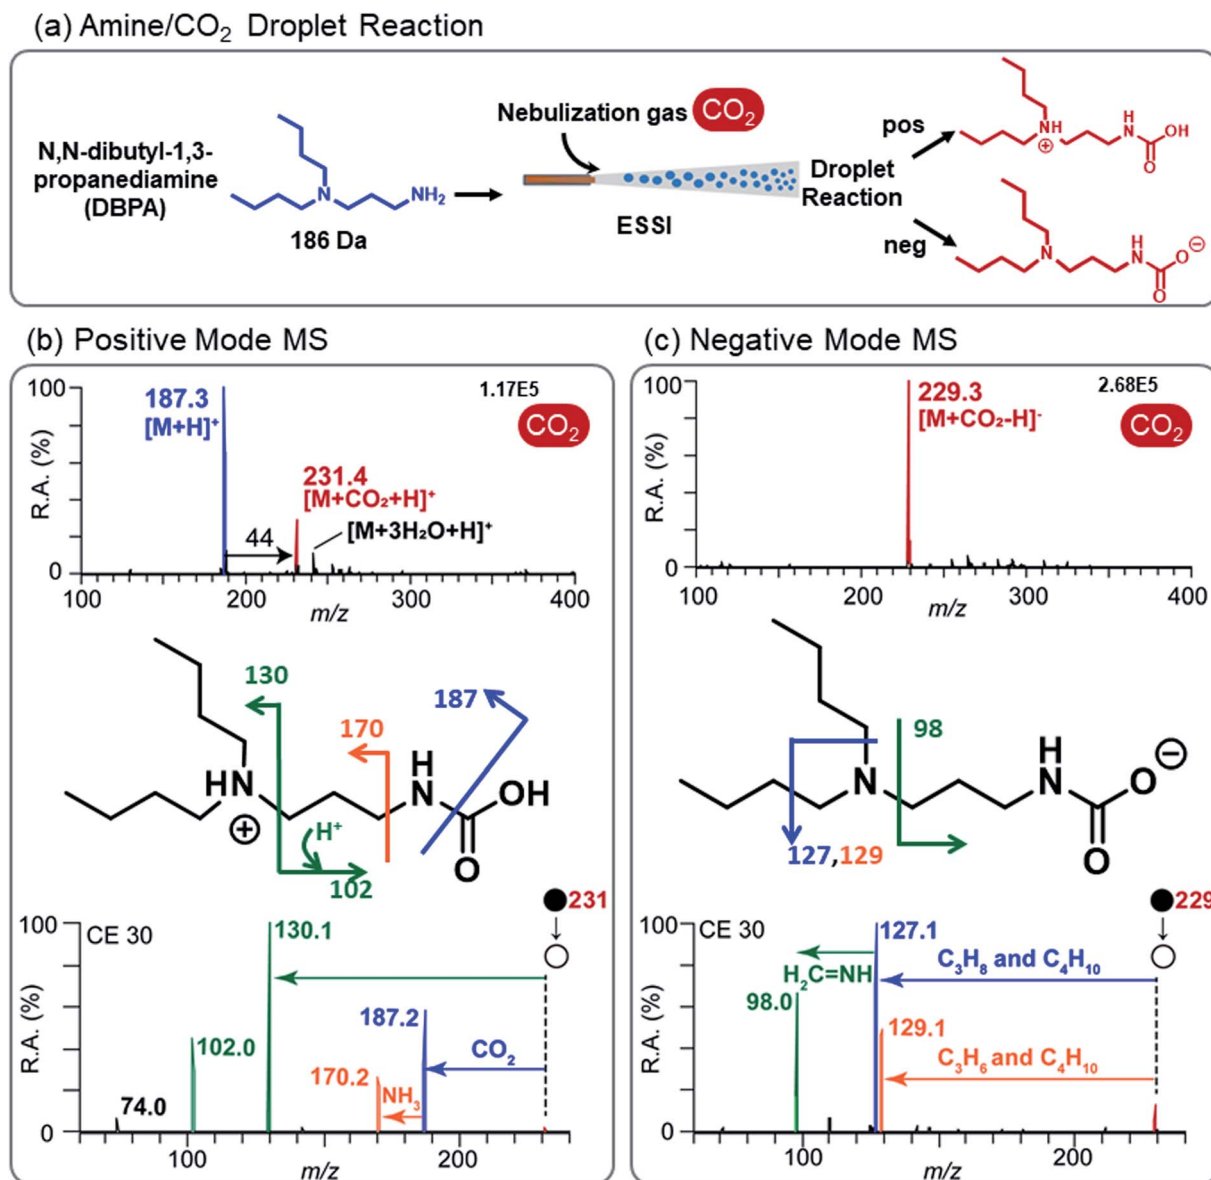 (a) Amine/CO₂ Droplet Reaction
N,N-dibutyl-1,3-
propanediamine
(DBPA)
N
NH₂
186 Da
Nebulization gas CO₂
ESSI
Droplet
Reaction
pos
neg
NH
⊕
H
N
OH
O
N
H
N
O⊖
O
(b) Positive Mode MS
100
0
R.A. (%)
187.3
[M+H]⁺
44
231.4
[M+CO₂+H]⁺
[M+3H₂O+H]⁺
1.17E5
CO₂
100 200 300 400
m/z
130
170
187
HN
⊕
H⁺
102
H
N
OH
O
100
0
R.A. (%)
CE 30
130.1
102.0
74.0
170.2
NH₃
187.2
CO₂
231
100 200
m/z
(c) Negative Mode MS
100
0
R.A. (%)
229.3
[M+CO₂-H]⁻
2.68E5
CO₂
100 200 300 400
m/z
98
127,129
N
H
N
O⊖
O
100
0
R.A. (%)
CE 30
127.1
C₃H₈ and C₄H₁₀
H₂C=NH
98.0
129.1
C₃H₆ and C₄H₁₀
229
100 200
m/z